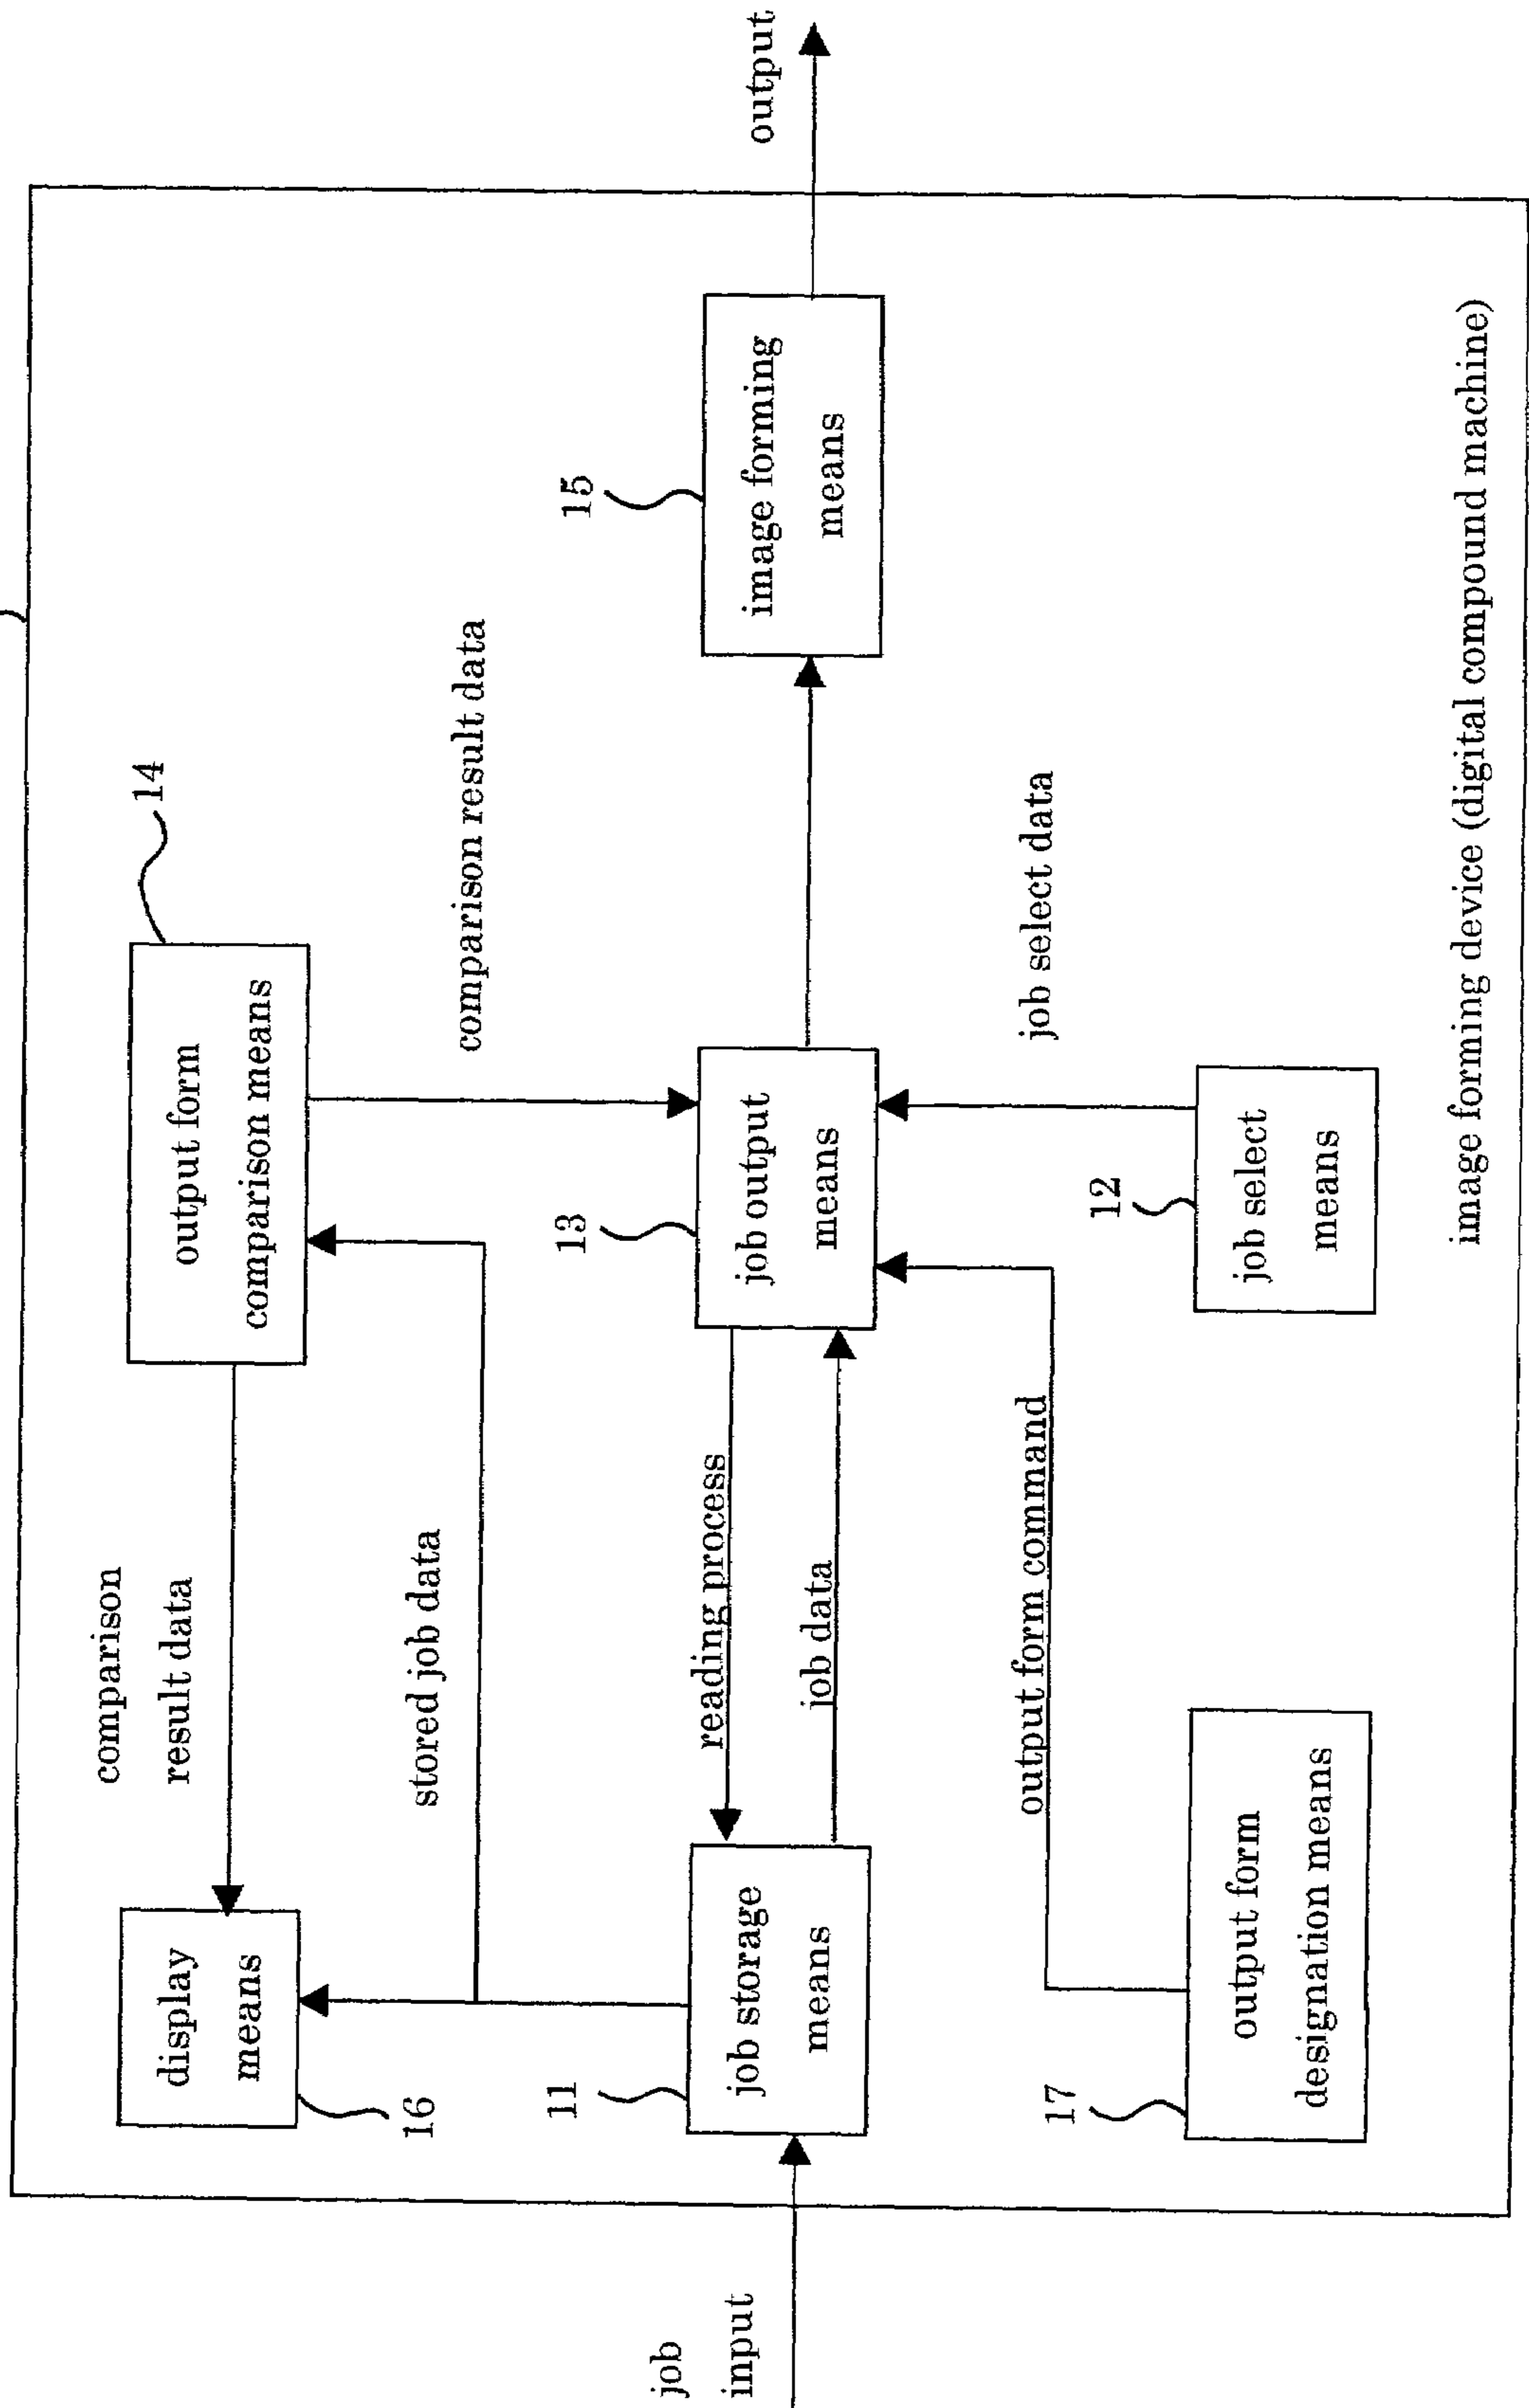 comparison
result data
14
display
means
output form
comparison means
16
stored job data
comparison result data
job
input
11
job storage
means
reading process
job data
13
job output
means
15
image forming
means
output
output form command
job select data
17
output form
designation means
12
job select
means
image forming device (digital compound machine)